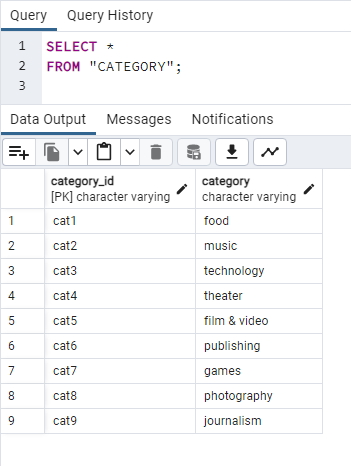 Query Query History
1 SELECT *
2 FROM "CATEGORY";
3
Data Output Messages Notifications
category_id category
[PK] character varying character varying
1 cat1 food
2 cat2 music
3 cat3 technology
4 cat4 theater
5 cat5 film & video
6 cat6 publishing
7 cat7 games
8 cat8 photography
9 cat9 journalism